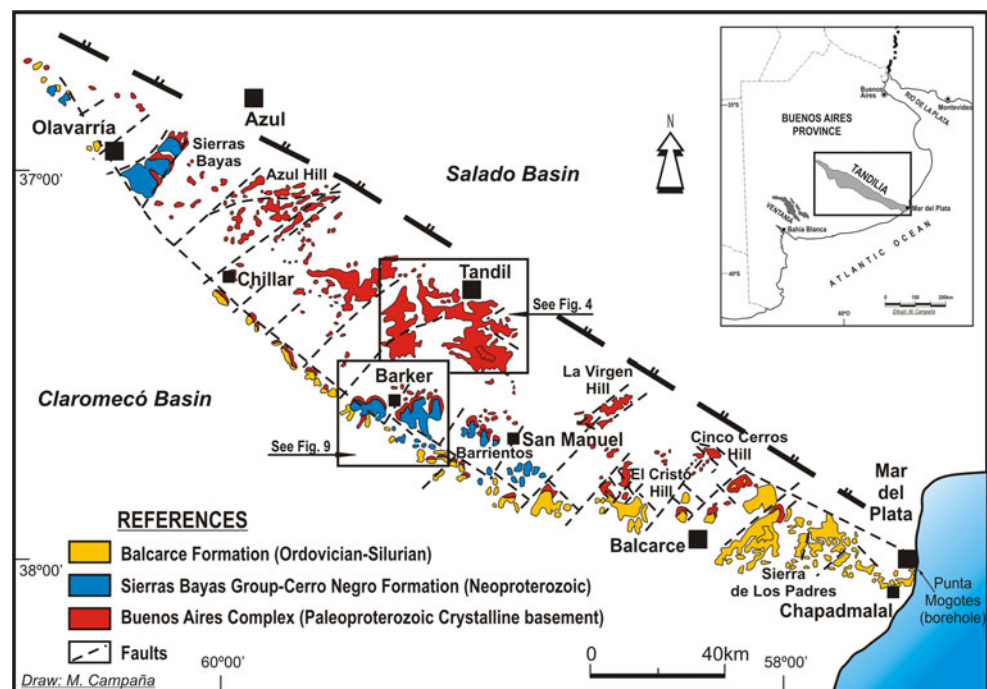 Olavarría
Azul
Sierras
Bayas
Azul Hill
37°00'
Salado Basin
N
Chillar
Tandil
See Fig. 4
Barker
Claromecó Basin
See Fig. 9
La Virgen
Hill
San Manuel
Barrientos
Cinco Cerros
Hill
El Cristo
Hill
Mar
del
Plata
Balcarce
Sierra
de Los Padres
Chapadmalal
Punta
Mogotes
(borehole)
38°00'
REFERENCES
Balcarce Formation (Ordovician-Silurian)
Sierras Bayas Group-Cerro Negro Formation (Neoproterozoic)
Buenos Aires Complex (Paleoproterozoic Crystalline basement)
Faults
Draw: M. Campaña
60°00'
0 40km
58°00'
35°S
Buenos
Aires
RIO DE LA PLATA
Montevideo
BUENOS AIRES
PROVINCE
TANDILIA
VENTANIA
Mar del Plata
Bahía Blanca
ATLANTIC OCEAN
40°S
60°O
0 100 200km
Dibujó: M. Campaña